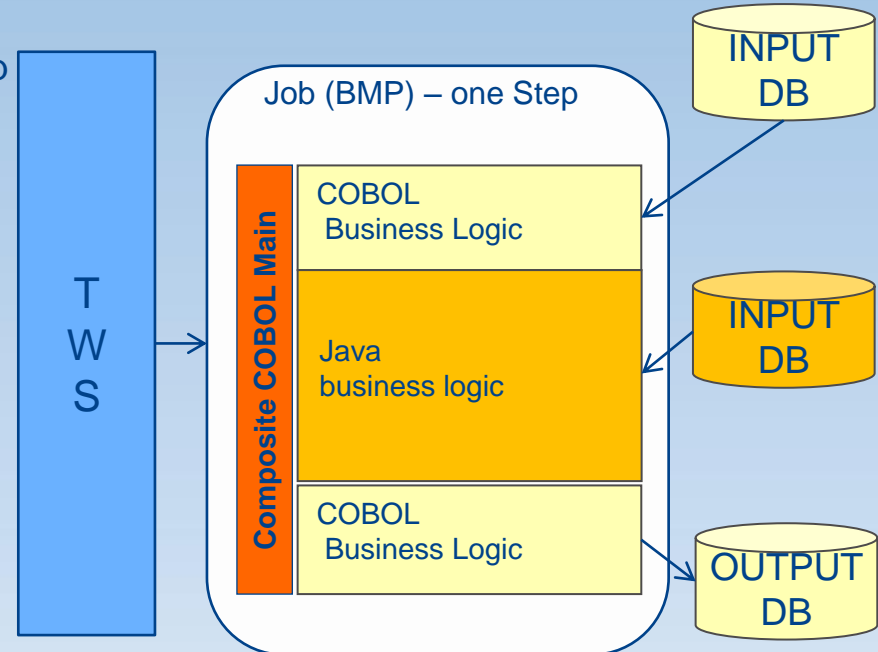 T
W
S
Job (BMP) – one Step
Composite COBOL Main
COBOL
Business Logic
Java
business logic
COBOL
Business Logic
INPUT
DB
INPUT
DB
OUTPUT
DB